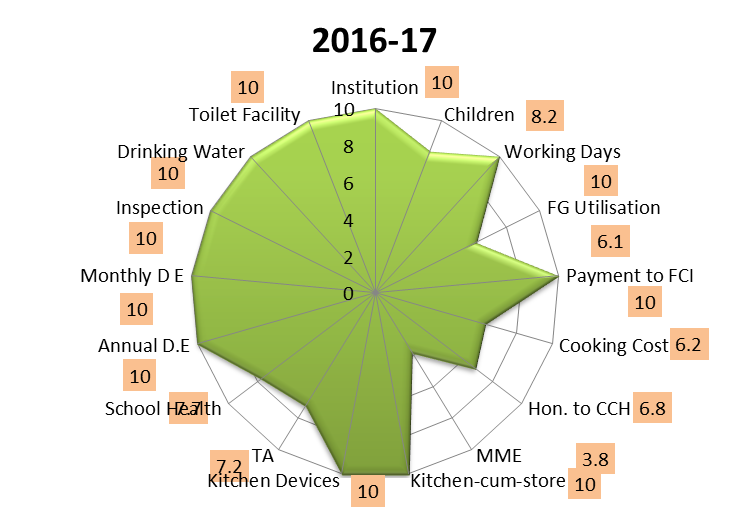 2016-17
Institution 10
Children 8.2
Working Days
10
FG Utilisation
6.1
Payment to FCI
10
Cooking Cost 6.2
Hon. to CCH 6.8
MME
3.8
Kitchen-cum-store 10
Kitchen Devices 10
TA
7.2
School Health 7.7
Annual D.E
10
Monthly D E
10
Inspection
10
Drinking Water
10
Toilet Facility
10
10
8
6
4
2
0